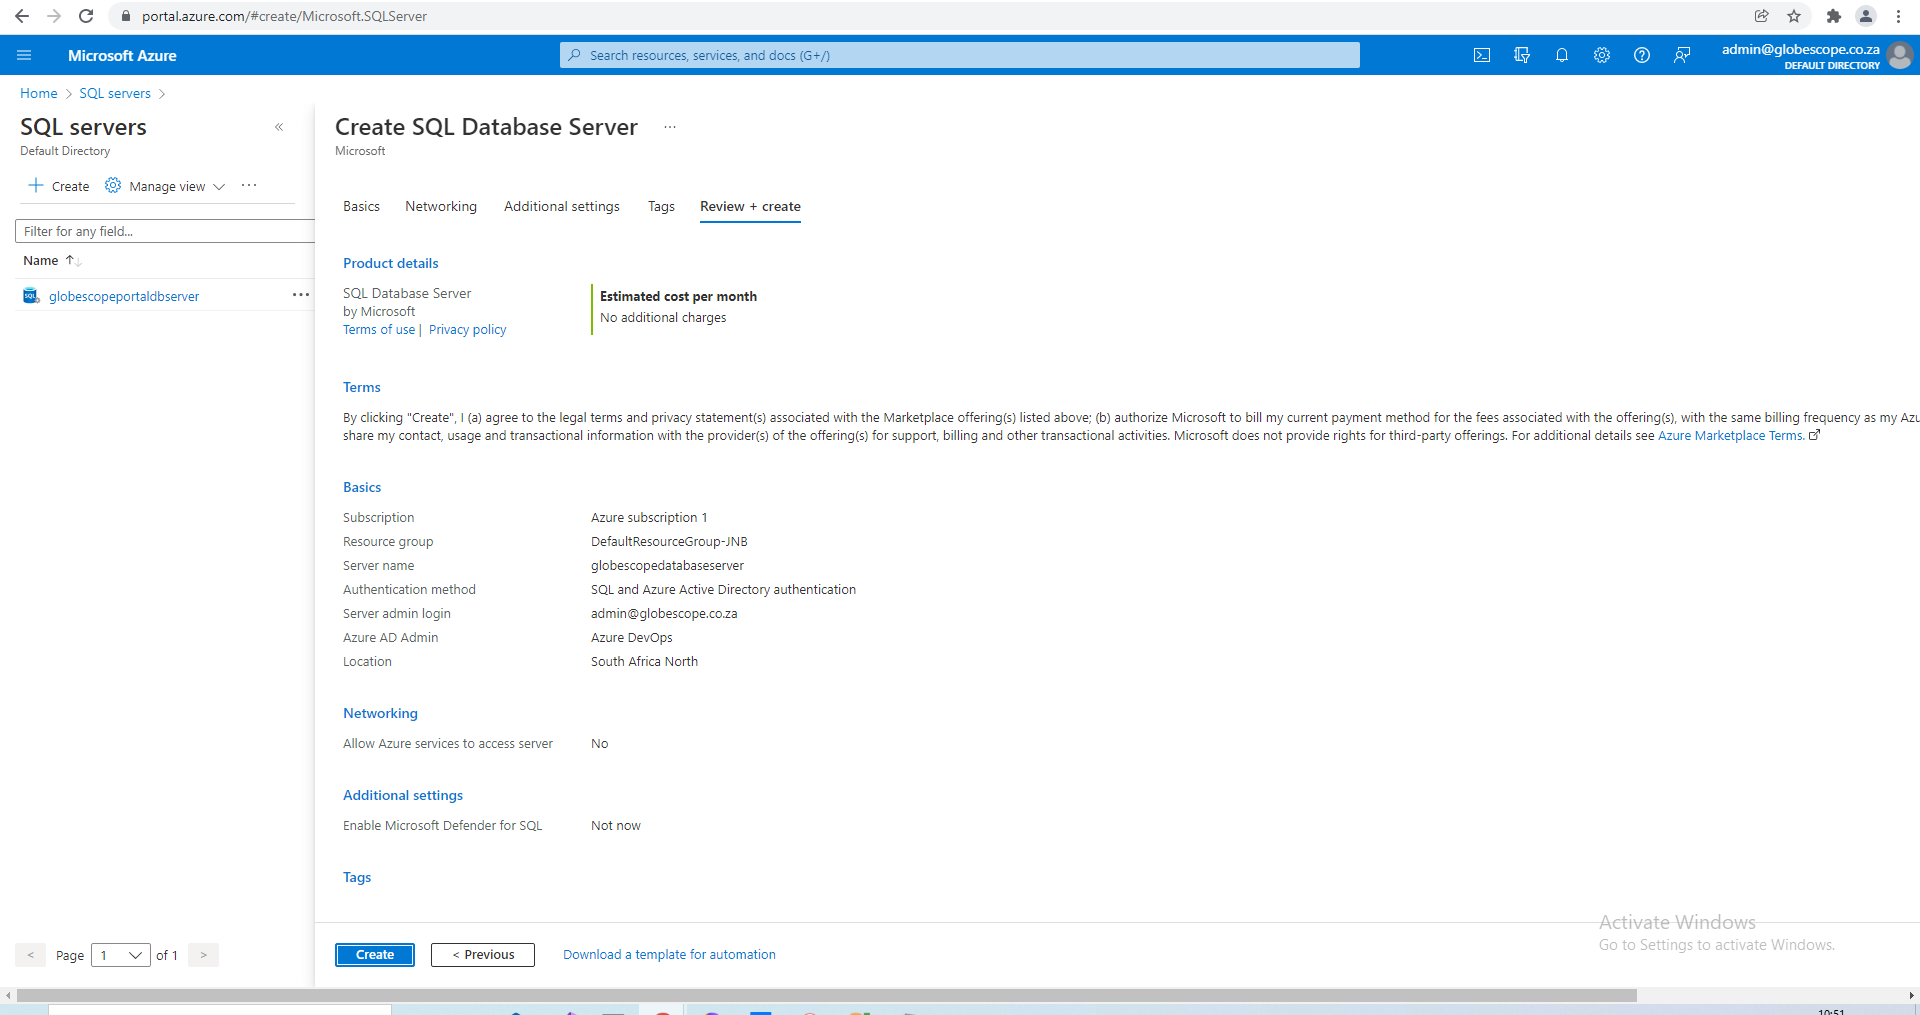 portal.azure.com/#create/Microsoft.SQLServer
Microsoft Azure
Search resources, services, and docs (G+/)
admin@globescope.co.za
DEFAULT DIRECTORY
Home > SQL servers >
SQL servers
Default Directory
Create
Manage view
Filter for any field...
Name
globescopeportaldbserver
Create SQL Database Server
Microsoft
Basics
Networking
Additional settings
Tags
Review + create
Product details
SQL Database Server
by Microsoft
Terms of use | Privacy policy
Estimated cost per month
No additional charges
Terms
By clicking "Create", I (a) agree to the legal terms and privacy statement(s) associated with the Marketplace offering(s) listed above; (b) authorize Microsoft to bill my current payment method for the fees associated with the offering(s), with the same billing frequency as my Azu
share my contact, usage and transactional information with the provider(s) of the offering(s) for support, billing and other transactional activities. Microsoft does not provide rights for third-party offerings. For additional details see Azure Marketplace Terms.
Basics
Subscription Azure subscription 1
Resource group DefaultResourceGroup-JNB
Server name globescopedatabaseserver
Authentication method SQL and Azure Active Directory authentication
Server admin login admin@globescope.co.za
Azure AD Admin Azure DevOps
Location South Africa North
Networking
Allow Azure services to access server No
Additional settings
Enable Microsoft Defender for SQL Not now
Tags
Activate Windows
Go to Settings to activate Windows.
< Page 1 of 1 >
Create
< Previous
Download a template for automation
10:51